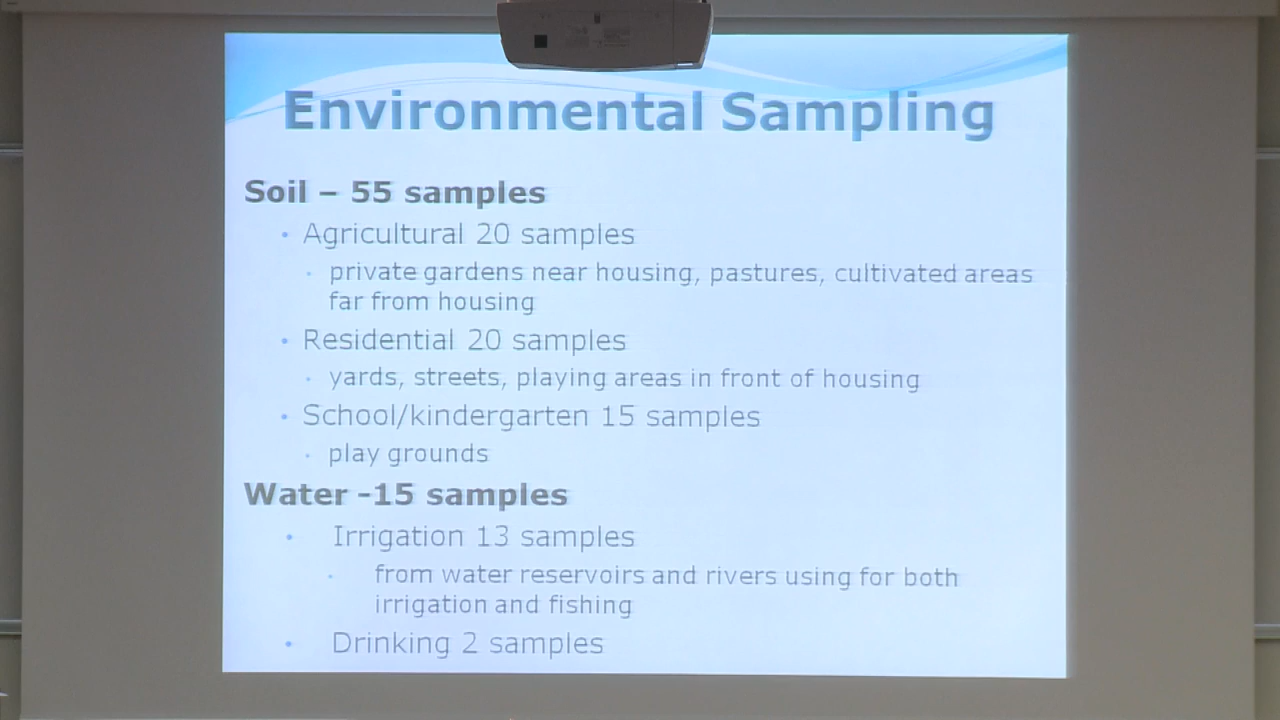 Environmental Sampling
Soil – 55 samples
• Agricultural 20 samples
• private gardens near housing, pastures, cultivated areas
far from housing
• Residential 20 samples
• yards, streets, playing areas in front of housing
• School/kindergarten 15 samples
• play grounds
Water -15 samples
• Irrigation 13 samples
• from water reservoirs and rivers using for both
irrigation and fishing
• Drinking 2 samples